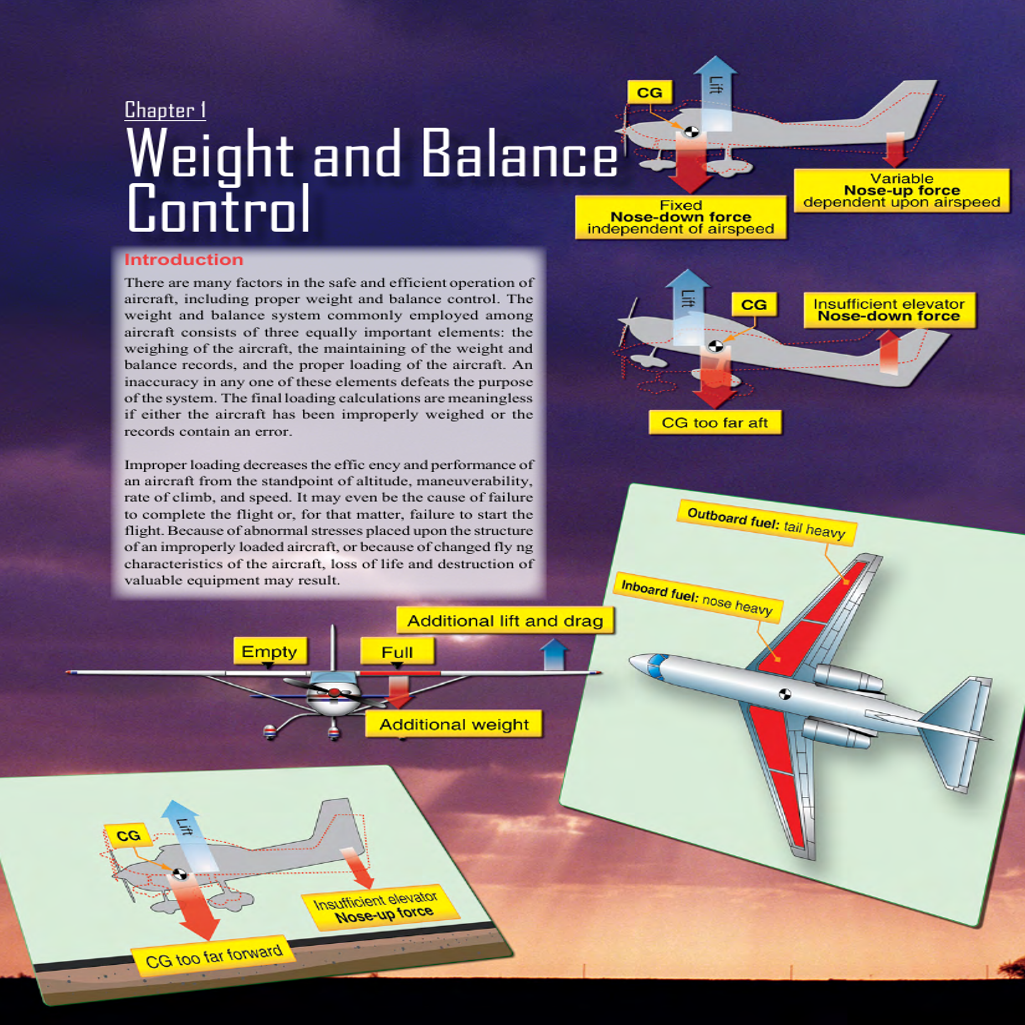 Chapter 1
Weight and Balance
Control
Introduction
There are many factors in the safe and efficient operation of
aircraft, including proper weight and balance control. The
weight and balance system commonly employed among
aircraft consists of three equally important elements: the
weighing of the aircraft, the maintaining of the weight and
balance records, and the proper loading of the aircraft. An
inaccuracy in any one of these elements defeats the purpose
of the system. The final loading calculations are meaningless
if either the aircraft has been improperly weighed or the
records contain an error.
Improper loading decreases the effic ency and performance of
an aircraft from the standpoint of altitude, maneuverability,
rate of climb, and speed. It may even be the cause of failure
to complete the flight or, for that matter, failure to start the
flight. Because of abnormal stresses placed upon the structure
of an improperly loaded aircraft, or because of changed fly ng
characteristics of the aircraft, loss of life and destruction of
valuable equipment may result.
CG
Lift
Fixed
Nose-down force
independent of airspeed
Variable
Nose-up force
dependent upon airspeed
Lift
CG
Insufficient elevator
Nose-down force
CG too far aft
Outboard fuel: tail heavy
Inboard fuel: nose heavy
Additional lift and drag
Empty
Full
Additional weight
CG
Lift
Insufficient elevator
Nose-up force
CG too far forward